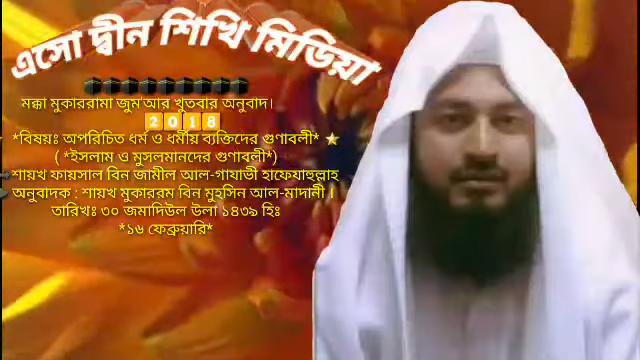 এসো দ্বীন শিখি মিডিয়া
মক্কা মুকাররামা জুম'আর খুতবার অনুবাদ।
2018
*বিষয়ঃ অপরিচিত ধর্ম ও ধর্মীয় ব্যক্তিদের গুণাবলী* ⭐
( *ইসলাম ও মুসলমানদের গুণাবলী*)
শায়খ ফায়সাল বিন জামীল আল-গাযাভী হাফেযাহুল্লাহ
অনুবাদক : শায়খ মুকাররম বিন মুহসিন আল-মাদানী ।
তারিখঃ ৩০ জমাদিউল উলা ১৪৩৯ হিঃ
*১৬ ফেব্রুয়ারি*